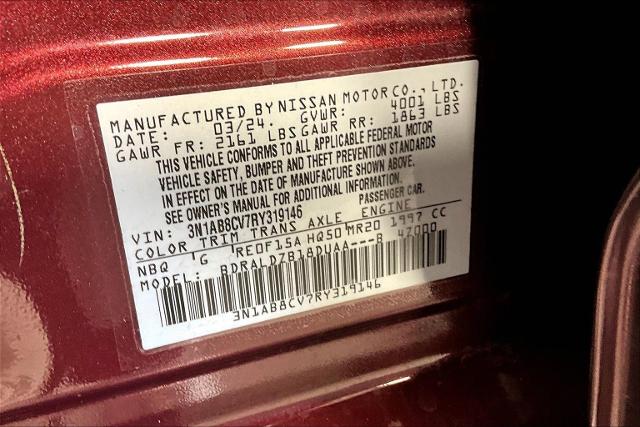 MANUFACTURED BY NISSAN MOTOR CO., LTD.
DATE: 03/24. GVWR: 4001 LBS
GAWR FR: 2161 LBS GAWR RR: 1863 LBS
THIS VEHICLE CONFORMS TO ALL APPLICABLE FEDERAL MOTOR
VEHICLE SAFETY, BUMPER AND THEFT PREVENTION STANDARDS
IN EFFECT ON THE DATE OF MANUFACTURE SHOWN ABOVE.
SEE OWNER'S MANUAL FOR ADDITIONAL INFORMATION.
VIN: 3N1AB8CV7RY319146 PASSENGER CAR.
COLOR TRIM TRANS AXLE ENGINE
NBQ G RE0F15A HQ50 MR20 1997 CC
MODEL: BDRALDZB18DUAA---B 42000
3N1AB8CV7RY319146